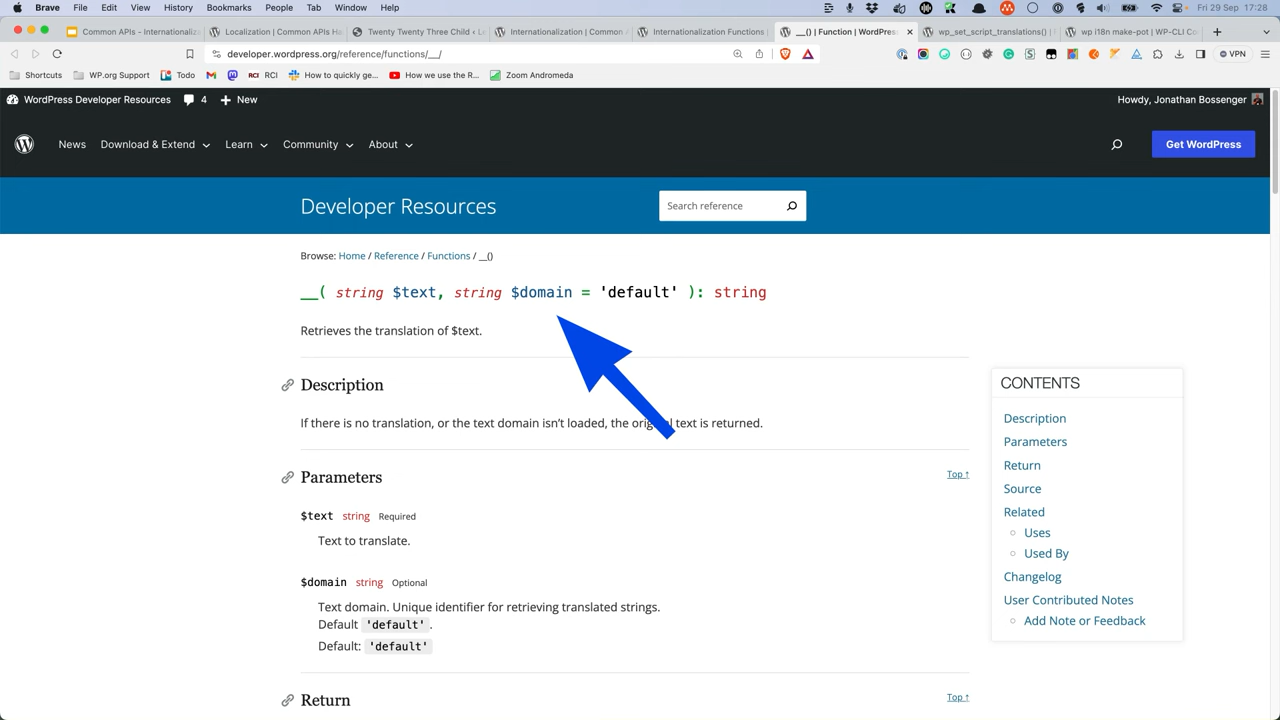 Brave File Edit View History Bookmarks People Tab Window Help Fri 29 Sep 17:28
Common APIs - Internationaliz Localization | Common APIs Ha Twenty Twenty Three Child ‹ Lo Internationalization | Common A Internationalization Functions | __() | Function | WordPress wp_set_script_translations() | wp i18n make-pot | WP-CLI Co
developer.wordpress.org/reference/functions/__/ VPN
Shortcuts WP.org Support Todo RCI RCI How to quickly ge... How we use the R... Zoom Andromeda
WordPress Developer Resources 4 New Howdy, Jonathan Bossenger
News Download & Extend Learn Community About Get WordPress
Developer Resources Search reference
Browse: Home / Reference / Functions / __()
__( string $text, string $domain = 'default' ): string
Retrieves the translation of $text.
Description
If there is no translation, or the text domain isn’t loaded, the original text is returned.
Parameters Top ↑
$text string Required
Text to translate.
$domain string Optional
Text domain. Unique identifier for retrieving translated strings.
Default 'default'.
Default: 'default'
Return Top ↑
CONTENTS
Description
Parameters
Return
Source
Related
Uses
Used By
Changelog
User Contributed Notes
Add Note or Feedback